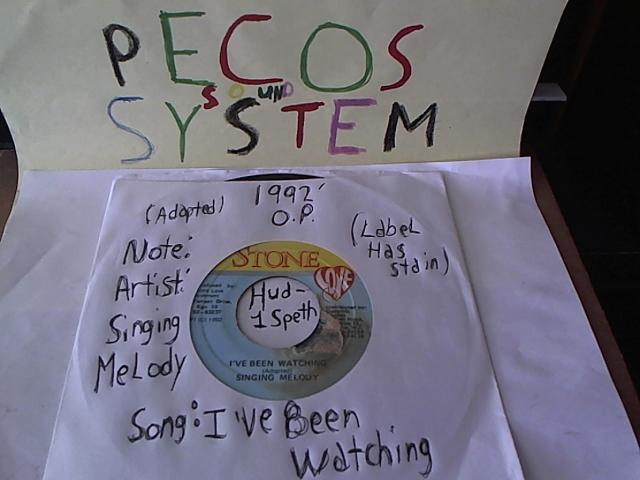 PECOS
SOUND
SYSTEM
(Adapted)
1992'
O.P.
(Label
Has
stain)
Note:
Artist:
Singing
Melody
STONE
LOVE
Hud-
1 Speth
I'VE BEEN WATCHING
(Adapted)
SINGING MELODY
Song: I've Been
Watching